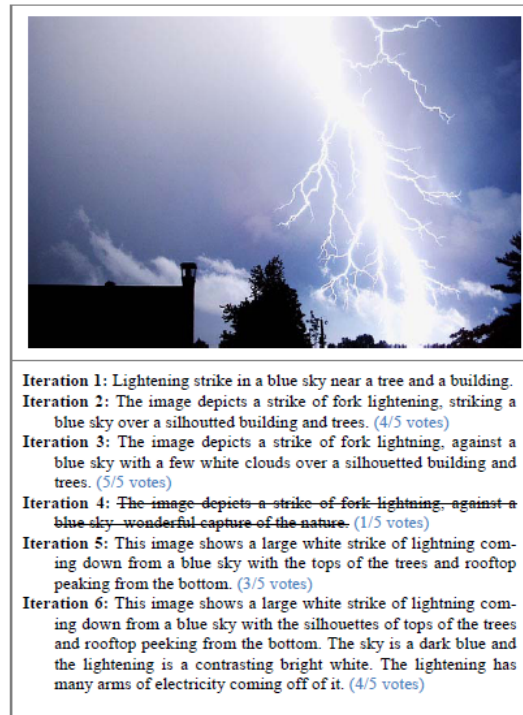 Iteration 1: Lightening strike in a blue sky near a tree and a building.
Iteration 2: The image depicts a strike of fork lightening, striking a
blue sky over a silhoutted building and trees. (4/5 votes)
Iteration 3: The image depicts a strike of fork lightning, against a
blue sky with a few white clouds over a silhouetted building and
trees. (5/5 votes)
Iteration 4: The image depicts a strike of fork lightning, against a
blue sky- wonderful capture of the nature. (1/5 votes)
Iteration 5: This image shows a large white strike of lightning com-
ing down from a blue sky with the tops of the trees and rooftop
peaking from the bottom. (3/5 votes)
Iteration 6: This image shows a large white strike of lightning com-
ing down from a blue sky with the silhouettes of tops of the trees
and rooftop peeking from the bottom. The sky is a dark blue and
the lightening is a contrasting bright white. The lightening has
many arms of electricity coming off of it. (4/5 votes)